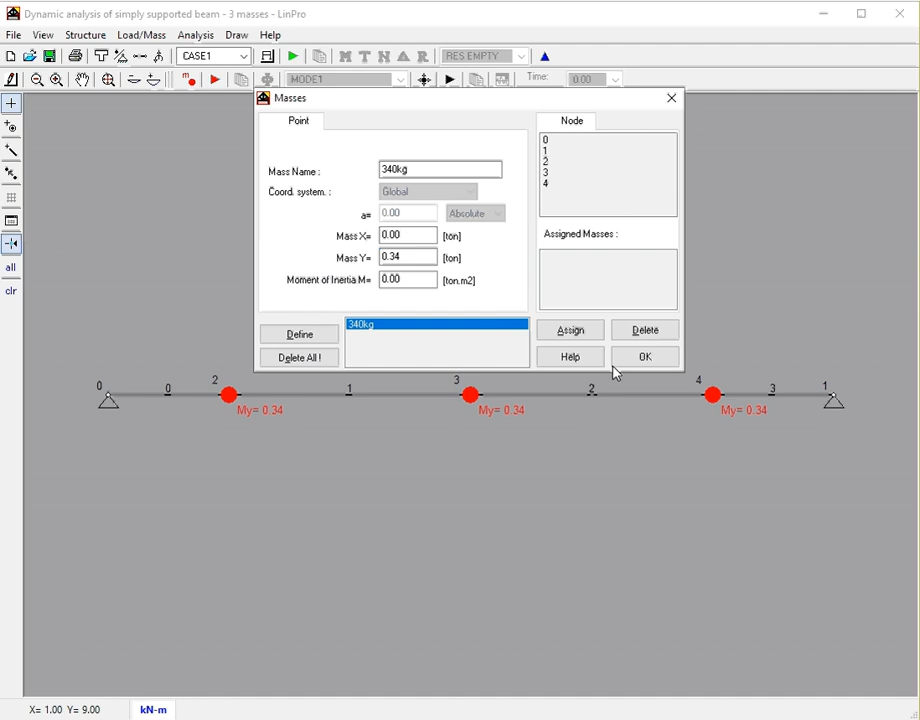 Dynamic analysis of simply supported beam - 3 masses - LinPro
File View Structure Load/Mass Analysis Draw Help
CASE1 M T N A R RES EMPTY
m MODE1 Time: 0.00
Masses
Point
Node
Mass Name : 340kg
Coord. system. : Global
a= 0.00 Absolute
Mass X= 0.00 [ton]
Mass Y= 0.34 [ton]
Moment of Inertia M= 0.00 [ton.m2]
0
1
2
3
4
Assigned Masses :
340kg
Define
Delete All !
Assign
Delete
Help
OK
all
clr
0 0 2 1 3 2 4 3 1
My= 0.34 My= 0.34 My= 0.34
X= 1.00 Y= 9.00 kN-m